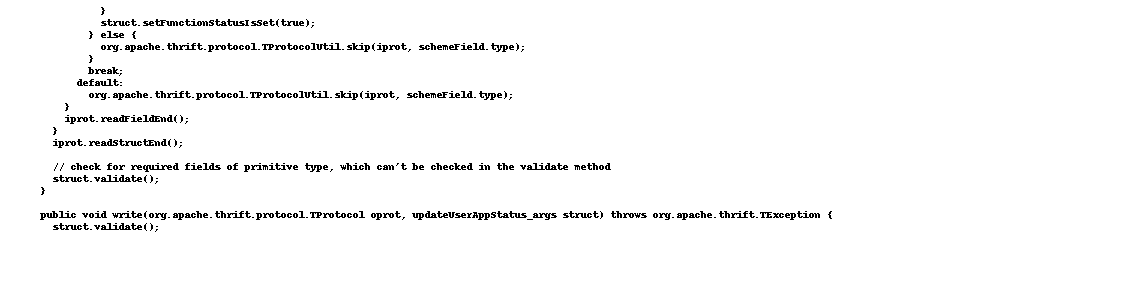 }
struct.setFunctionStatusIsSet(true);
} else {
org.apache.thrift.protocol.TProtocolUtil.skip(iprot, schemeField.type);
}
break;
default:
org.apache.thrift.protocol.TProtocolUtil.skip(iprot, schemeField.type);
}
iprot.readFieldEnd();
}
iprot.readStructEnd();
// check for required fields of primitive type, which can't be checked in the validate method
struct.validate();
}
public void write(org.apache.thrift.protocol.TProtocol oprot, updateUserAppStatus_args struct) throws org.apache.thrift.TException {
struct.validate();